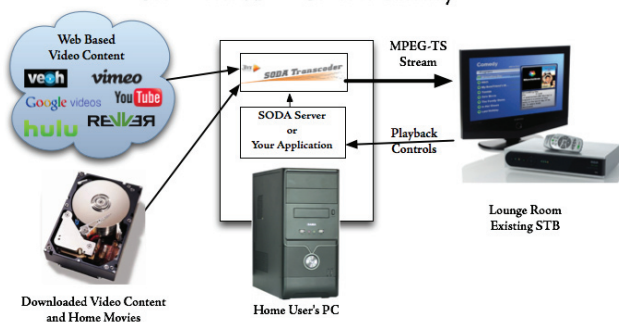 Web Based
Video Content
veoh
vimeo
Google videos
YouTube
hulu
REVVER
SODA Transcoder
SODA Server
or
Your Application
MPEG-TS
Stream
Playback
Controls
Comedy
Lounge Room
Existing STB
Downloaded Video Content
and Home Movies
Home User's PC